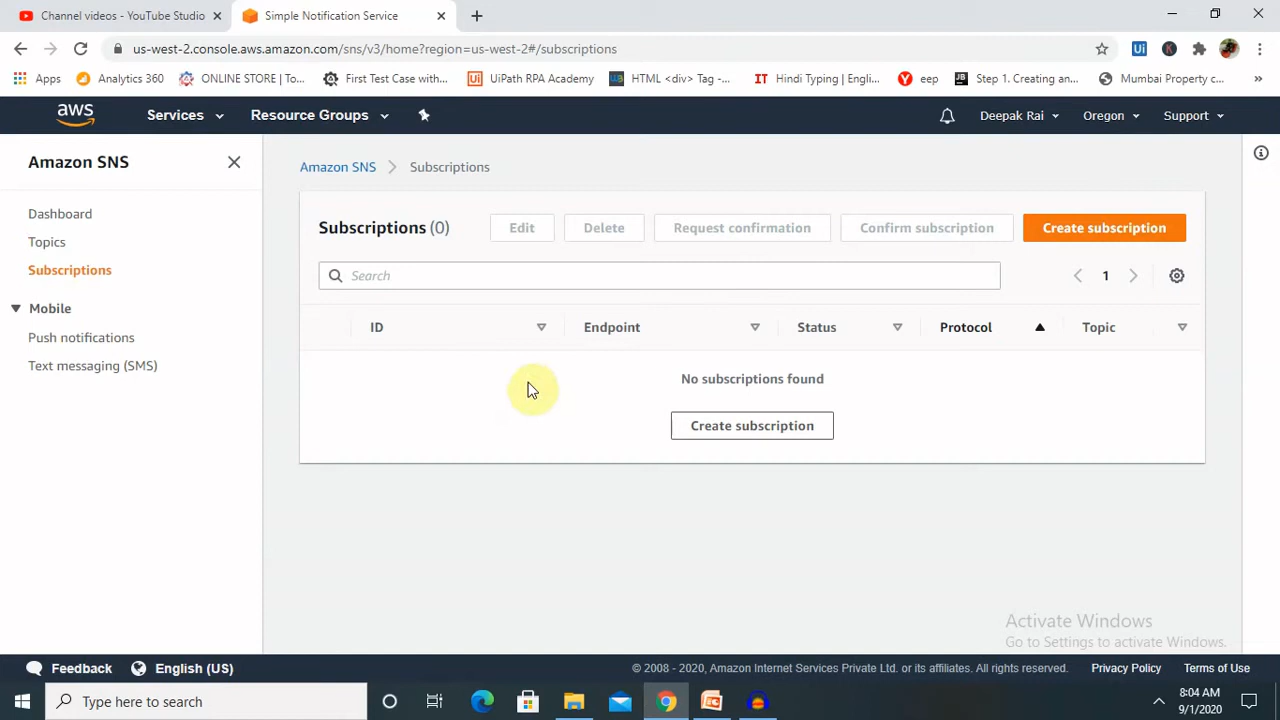 Channel videos - YouTube Studio
Simple Notification Service
us-west-2.console.aws.amazon.com/sns/v3/home?region=us-west-2#/subscriptions
Apps
Analytics 360
ONLINE STORE | To...
First Test Case with...
UiPath RPA Academy
HTML <div> Tag -...
Hindi Typing | Engli...
eep
Step 1. Creating an...
Mumbai Property c...
aws
Services
Resource Groups
Deepak Rai
Oregon
Support
Amazon SNS
Dashboard
Topics
Subscriptions
Mobile
Push notifications
Text messaging (SMS)
Amazon SNS > Subscriptions
Subscriptions (0)
Edit
Delete
Request confirmation
Confirm subscription
Create subscription
Search
1
ID
Endpoint
Status
Protocol
Topic
No subscriptions found
Create subscription
Activate Windows
Go to Settings to activate Windows.
Feedback
English (US)
© 2008 - 2020, Amazon Internet Services Private Ltd. or its affiliates. All rights reserved.
Privacy Policy
Terms of Use
Type here to search
8:04 AM
9/1/2020